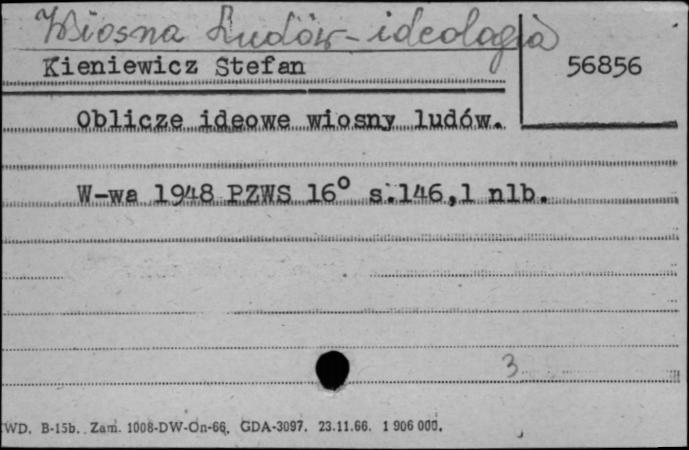 Wiosna Ludów - ideologia
Kieniewicz Stefan
56856
Oblicze ideowe wiosny ludów.
W-wa 1948 PZWS 16° s.146,1 nlb.
3
WD. B-15b. Zam. 1008-DW-On-66. GDA-3097. 23.11.66. 1 906 000.